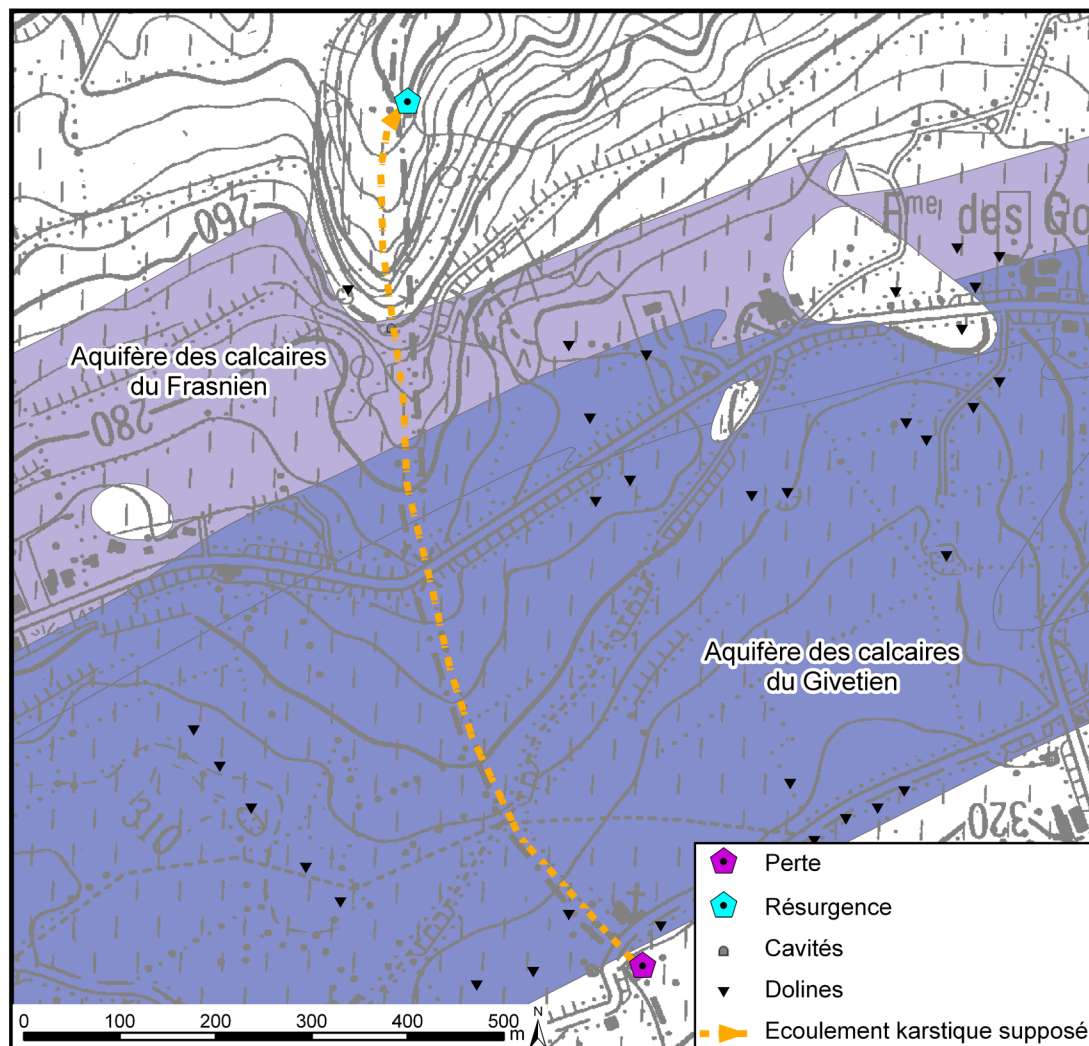 260
Fme des Go
Aquifère des calcaires
du Frasnien
280
Aquifère des calcaires
du Givetien
310
320
Perte
Résurgence
Cavités
Dolines
Ecoulement karstique supposé
0 100 200 300 400 500
m
N